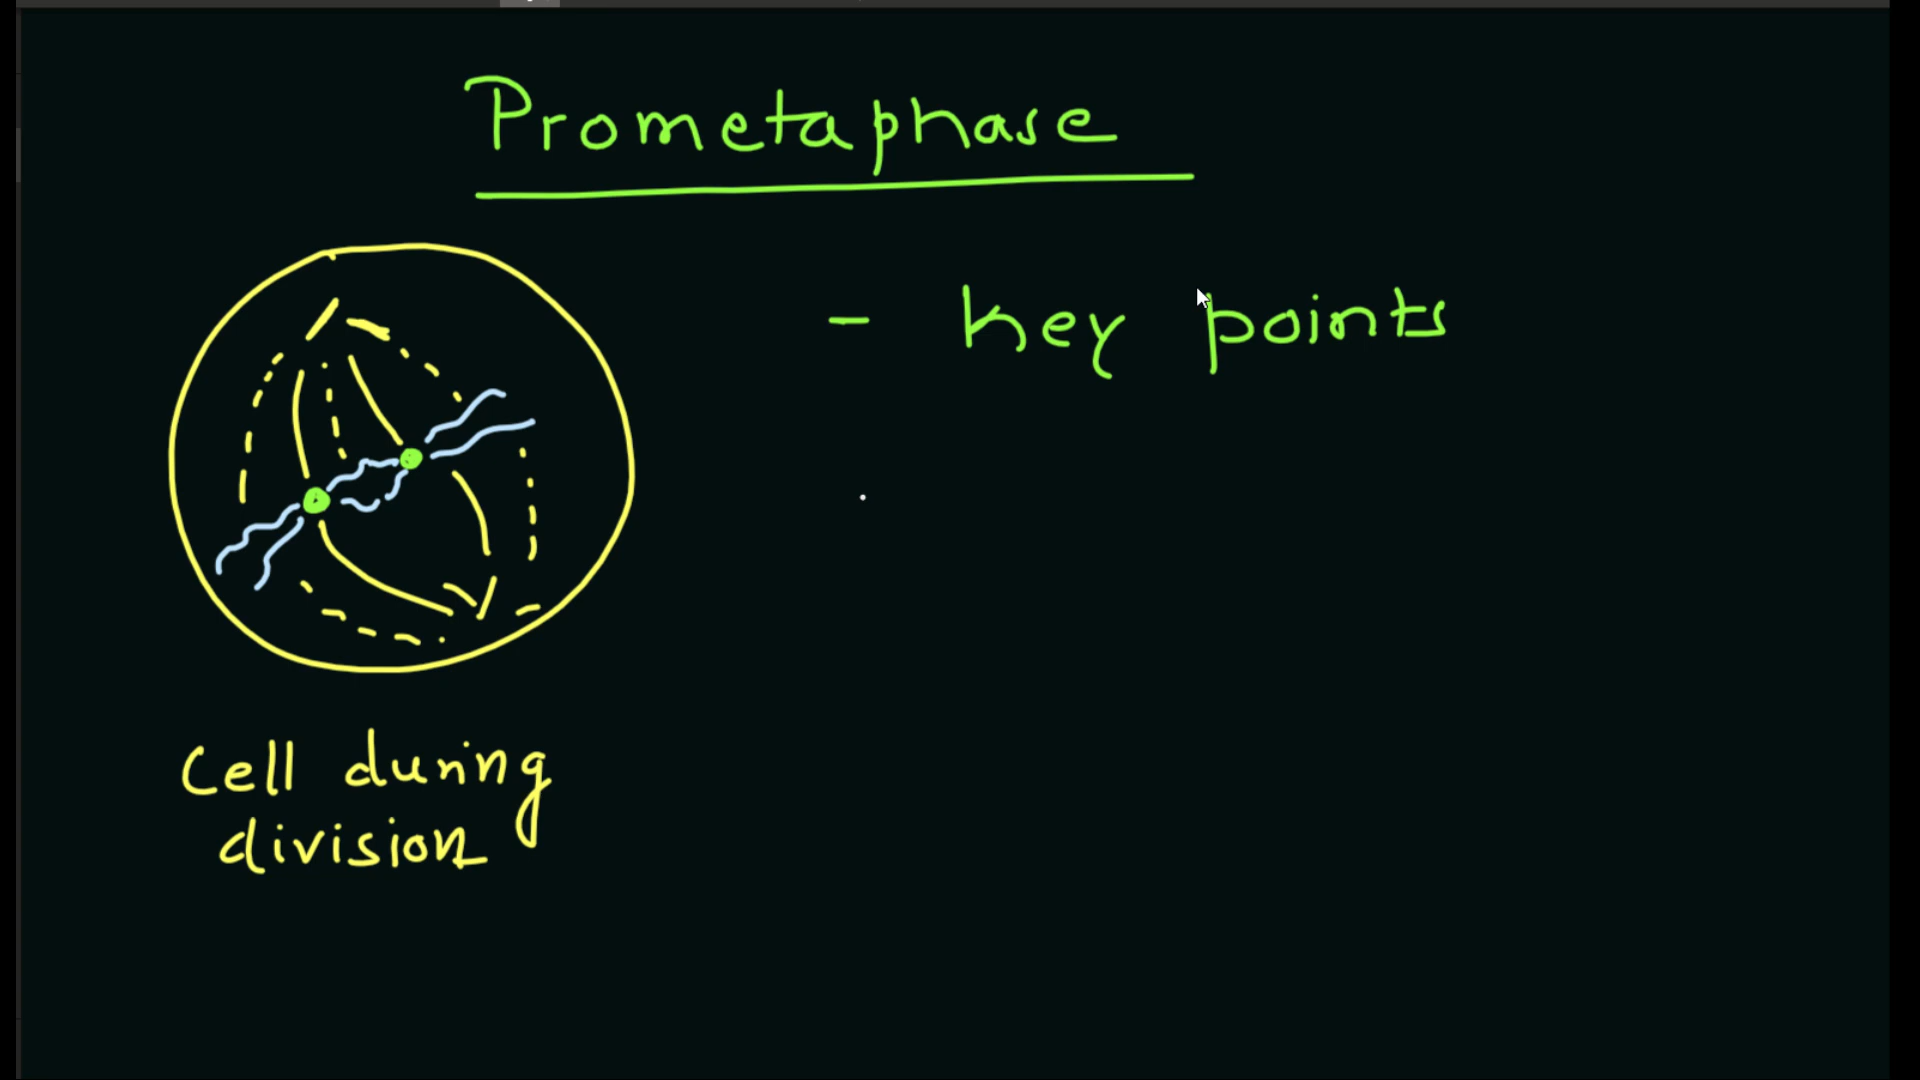 Prometaphase
- Key points
Cell during
division